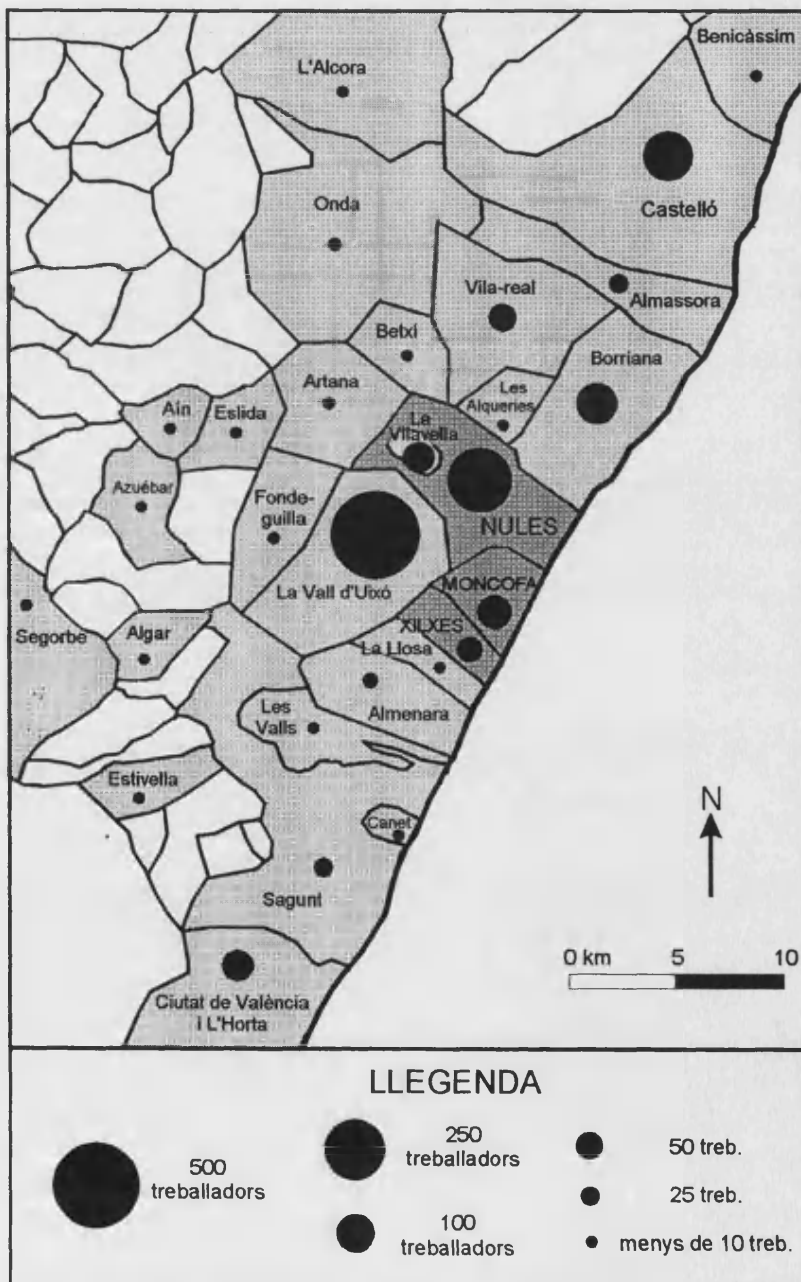 Benicàssim
L'Alcora
Castelló
Onda
Vila-real
Almassora
Betxí
Borriana
Artana
Les
Alqueries
Aín
Eslida
La
Vilavella
Azuébar
Fonde-
guilla
NULES
La Vall d'Uixó
MONCOFA
XILXES
Segorbe
Algar
La Llosa
Les
Valls
Almenara
Estivella
Canet
N
Sagunt
0 km 5 10
Ciutat de València
i L'Horta
LLEGENDA
500
treballadors
250
treballadors
100
treballadors
50 treb.
25 treb.
menys de 10 treb.